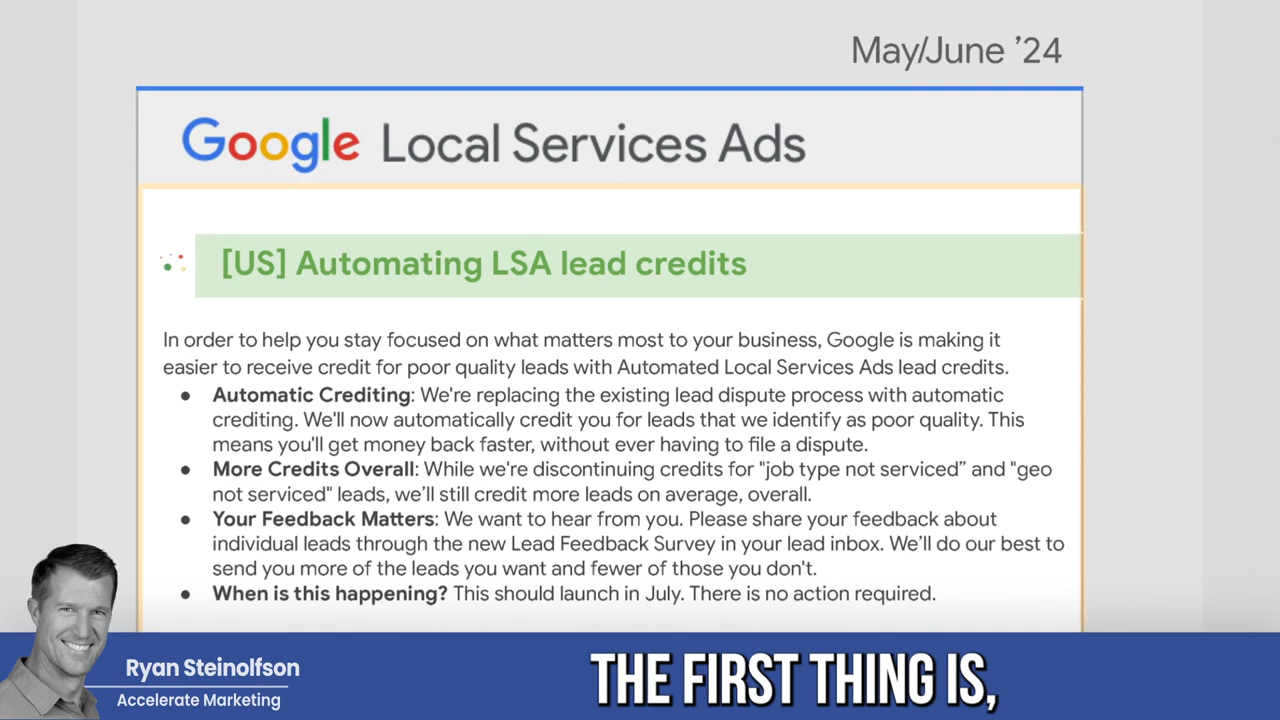 May/June ’24
Google Local Services Ads
[US] Automating LSA lead credits
In order to help you stay focused on what matters most to your business, Google is making it
easier to receive credit for poor quality leads with Automated Local Services Ads lead credits.
● Automatic Crediting: We're replacing the existing lead dispute process with automatic
crediting. We'll now automatically credit you for leads that we identify as poor quality. This
means you'll get money back faster, without ever having to file a dispute.
● More Credits Overall: While we're discontinuing credits for "job type not serviced” and "geo
not serviced" leads, we’ll still credit more leads on average, overall.
● Your Feedback Matters: We want to hear from you. Please share your feedback about
individual leads through the new Lead Feedback Survey in your lead inbox. We’ll do our best to
send you more of the leads you want and fewer of those you don't.
● When is this happening? This should launch in July. There is no action required.
Ryan Steinolfson
Accelerate Marketing
THE FIRST THING IS,